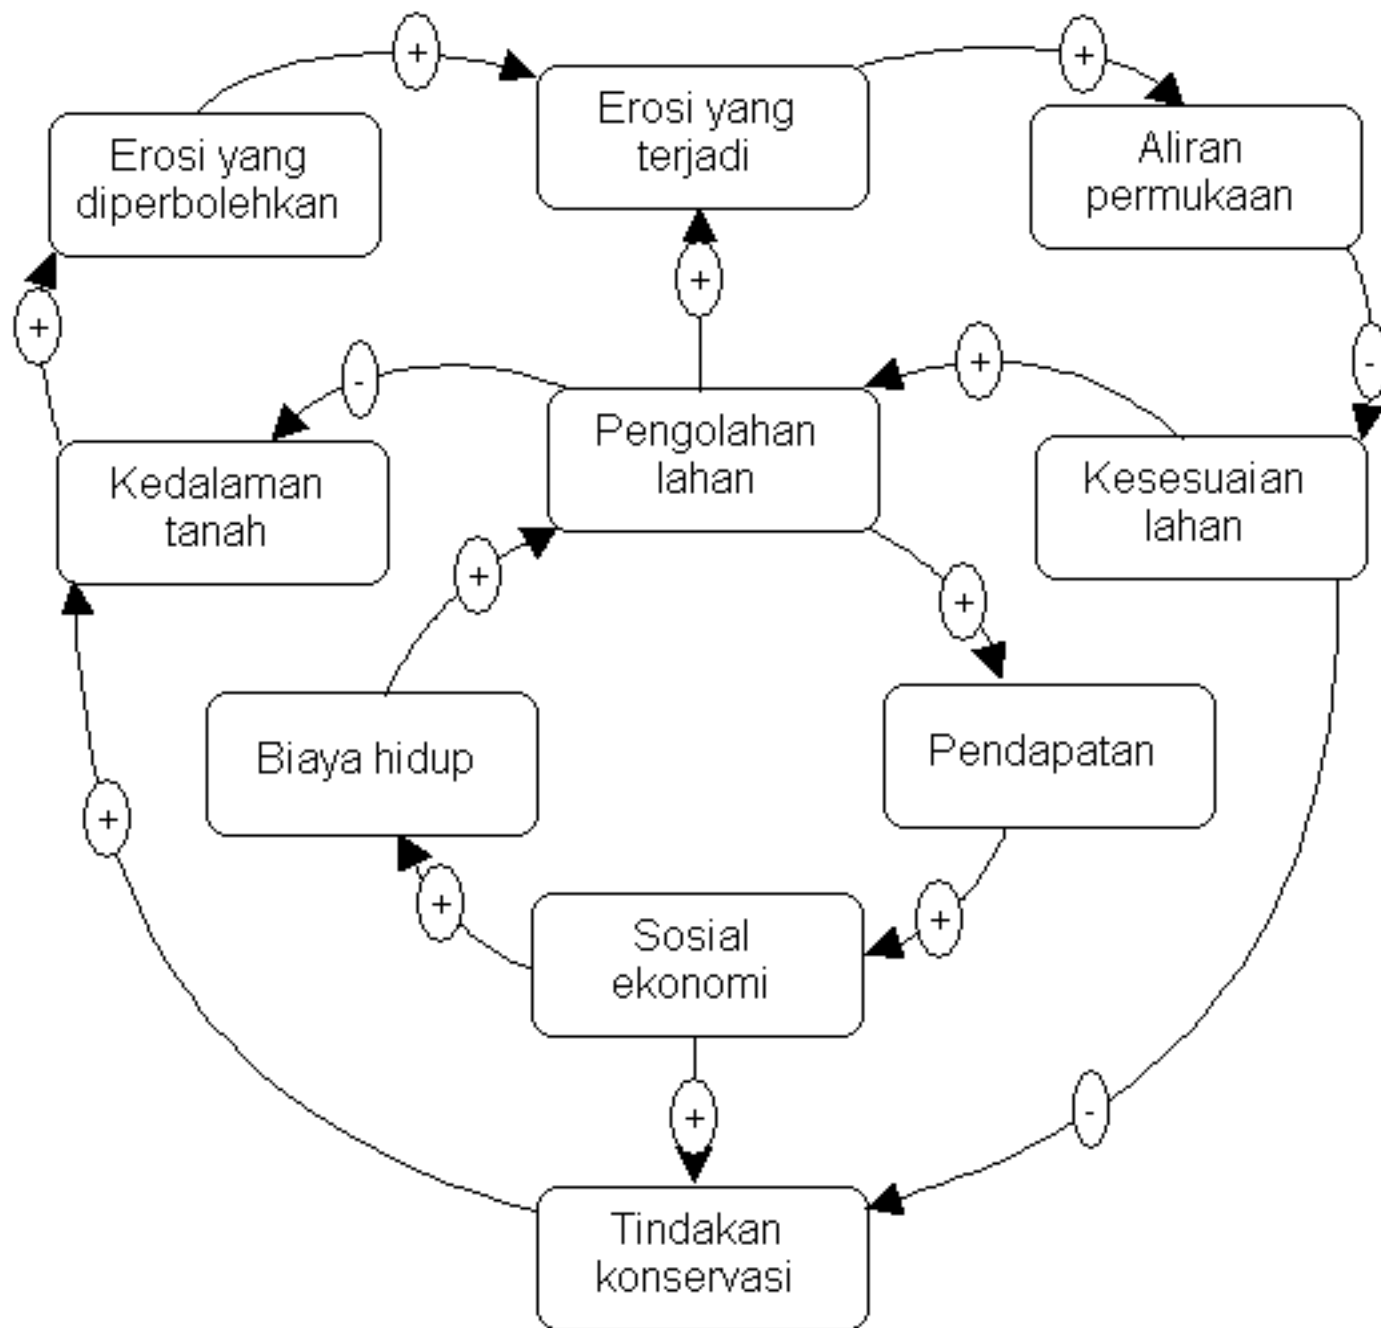 +
+
Erosi yang
terjadi
Erosi yang
diperbolehkan
Aliran
permukaan
+
+
-
+
-
Pengolahan
lahan
Kedalaman
tanah
Kesesuaian
lahan
+
+
Biaya hidup
Pendapatan
+
+
+
Sosial
ekonomi
+
-
Tindakan
konservasi